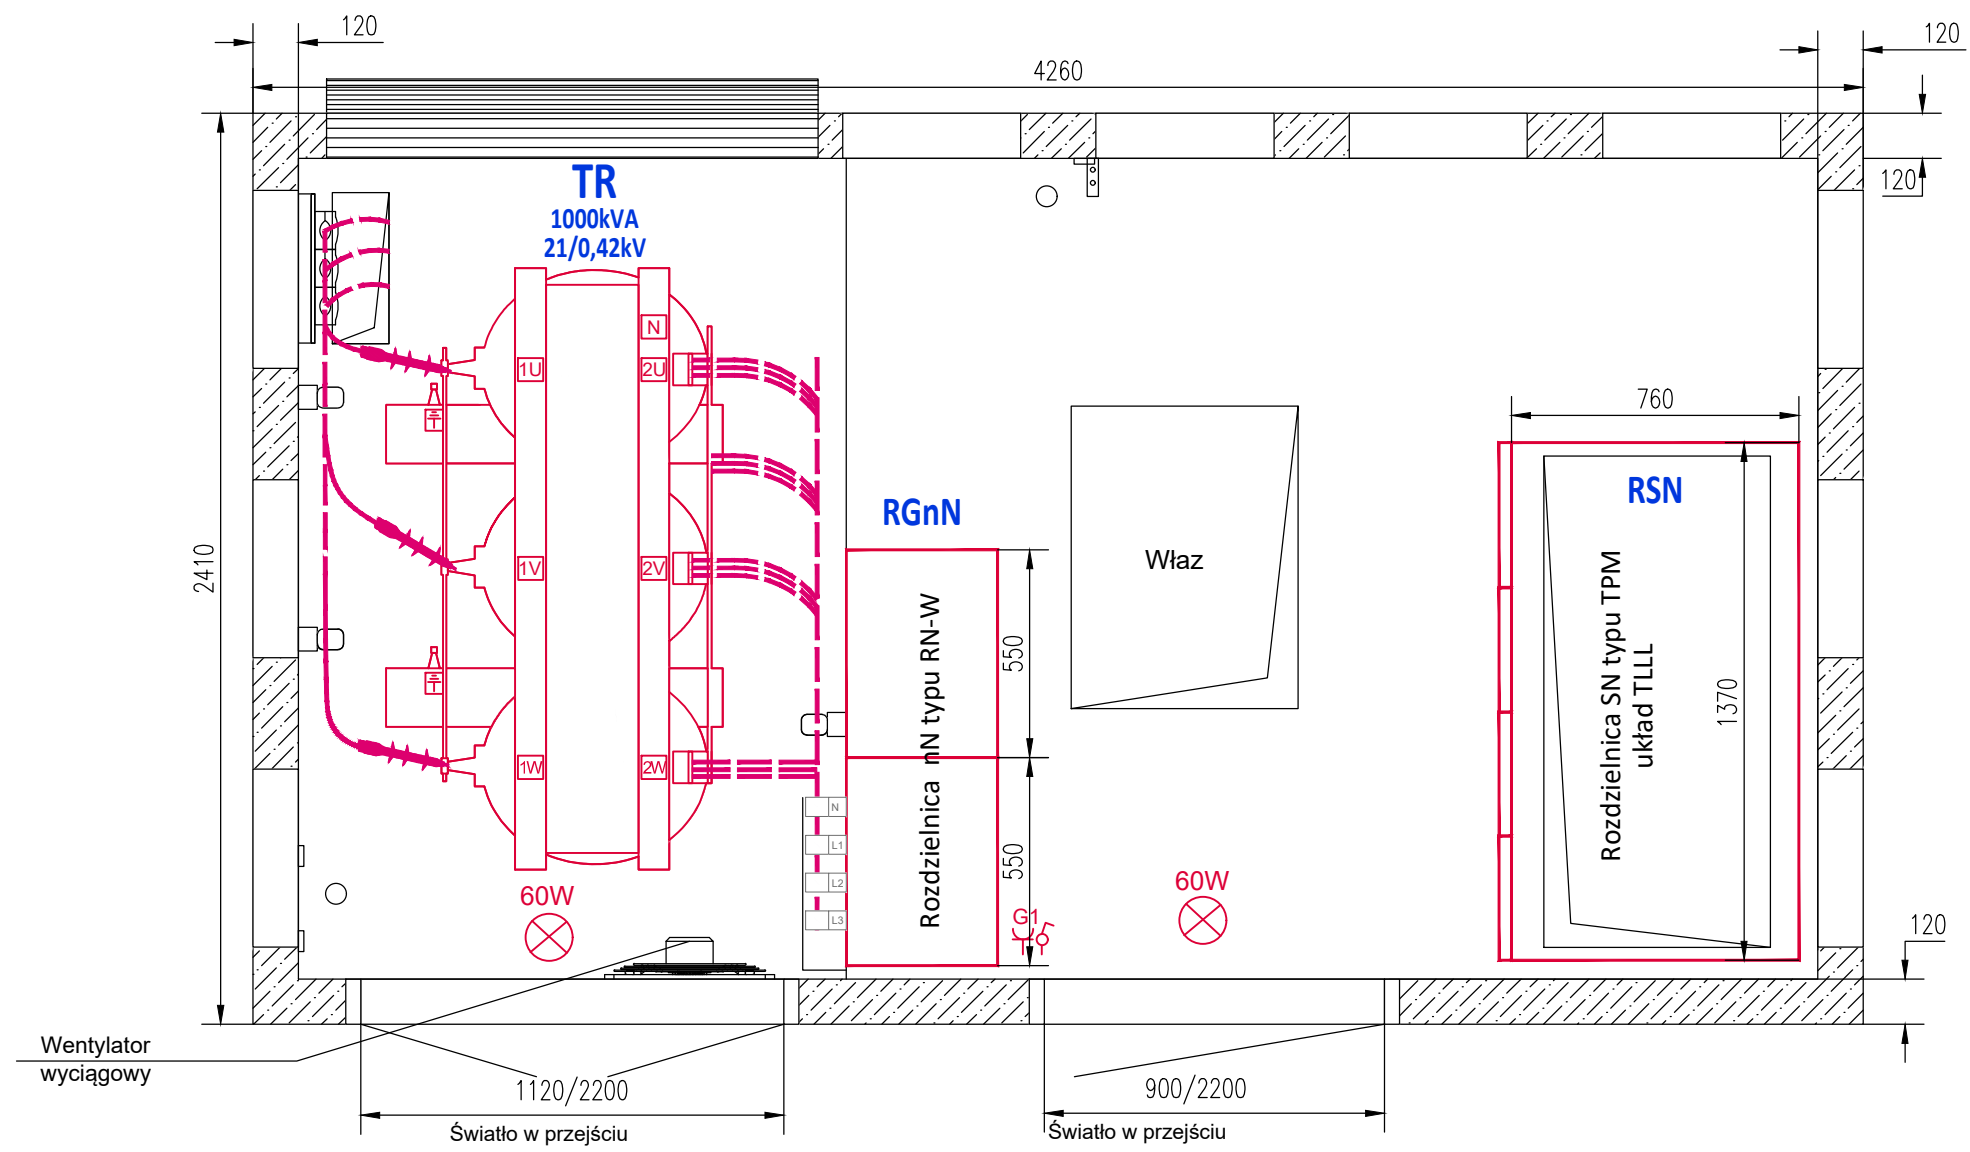 120
120
4260
120
TR
1000kVA
21/0,42kV
N
1U
2U
760
RSN
RGnN
Właz
2410
1V
2V
550
Rozdzielnica nN typu RN-W
Rozdzielnica SN typu TPM
układ TLLL
1370
1W
2W
N
L1
L2
L3
550
60W
60W
G1
120
Wentylator
wyciągowy
1120/2200
900/2200
Światło w przejściu
Światło w przejściu